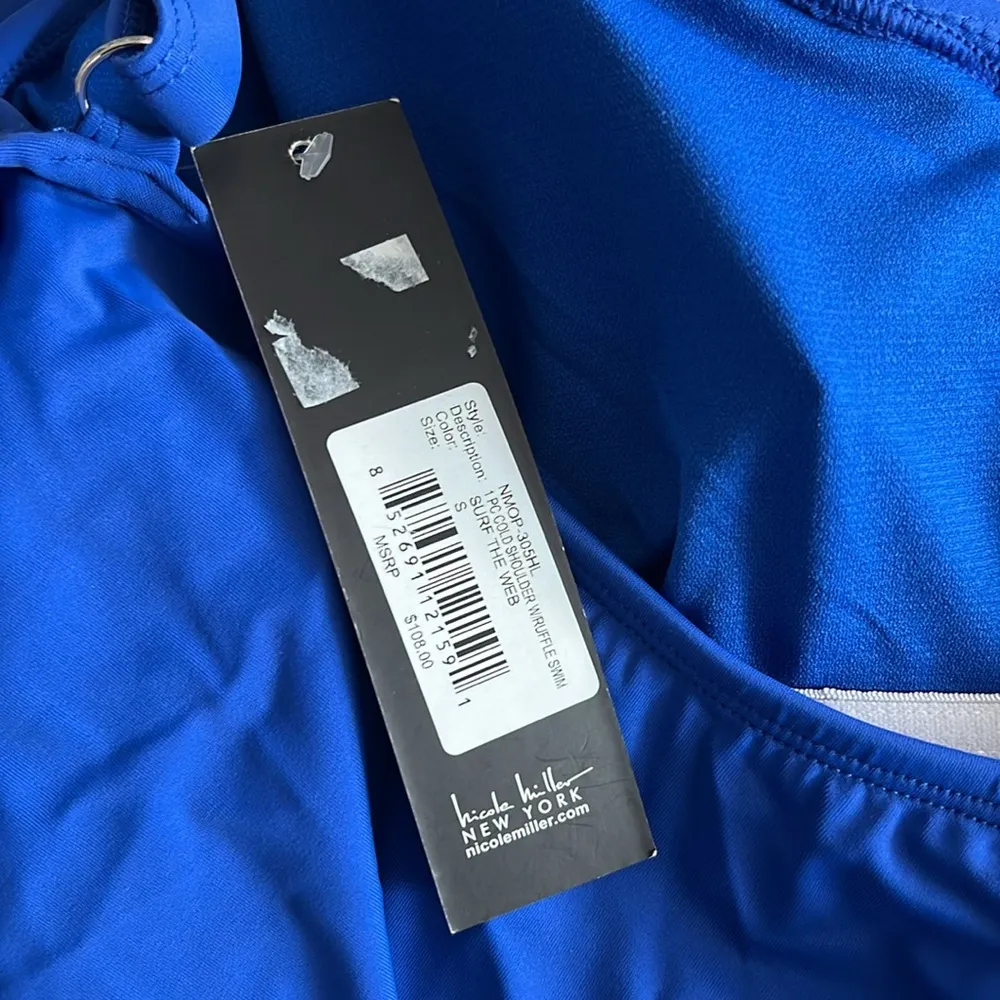 Style: NMOP-305HL
Description: 1PC COLD SHOULDER W/RUFFLE SWIM
Color: SURF THE WEB
Size: S
8 52691 12159 1
MSRP $108.00
nicole miller
NEW YORK
nicolemiller.com